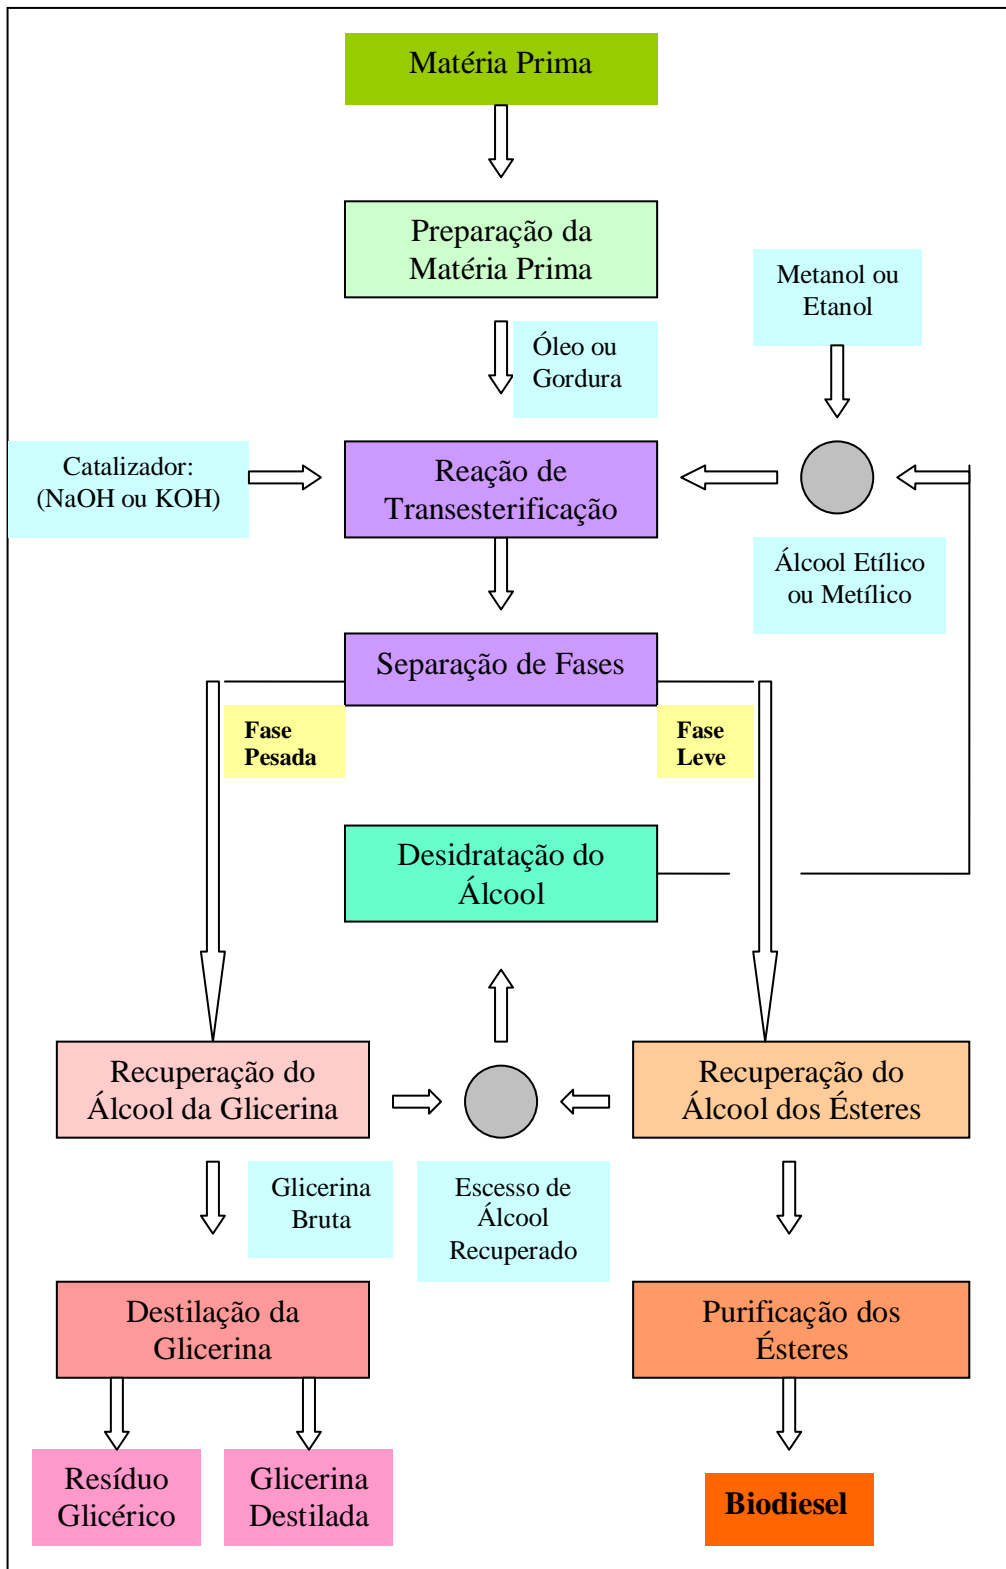 Matéria Prima
Preparação da
Matéria Prima
Metanol ou
Etanol
Óleo ou
Gordura
Catalizador:
(NaOH ou KOH)
Reação de
Transesterificação
Álcool Etílico
ou Metílico
Separação de Fases
Fase
Pesada
Fase
Leve
Desidratação do
Álcool
Recuperação do
Álcool da Glicerina
Recuperação do
Álcool dos Ésteres
Glicerina
Bruta
Escesso de
Álcool
Recuperado
Destilação da
Glicerina
Purificação dos
Ésteres
Resíduo
Glicérico
Glicerina
Destilada
Biodiesel